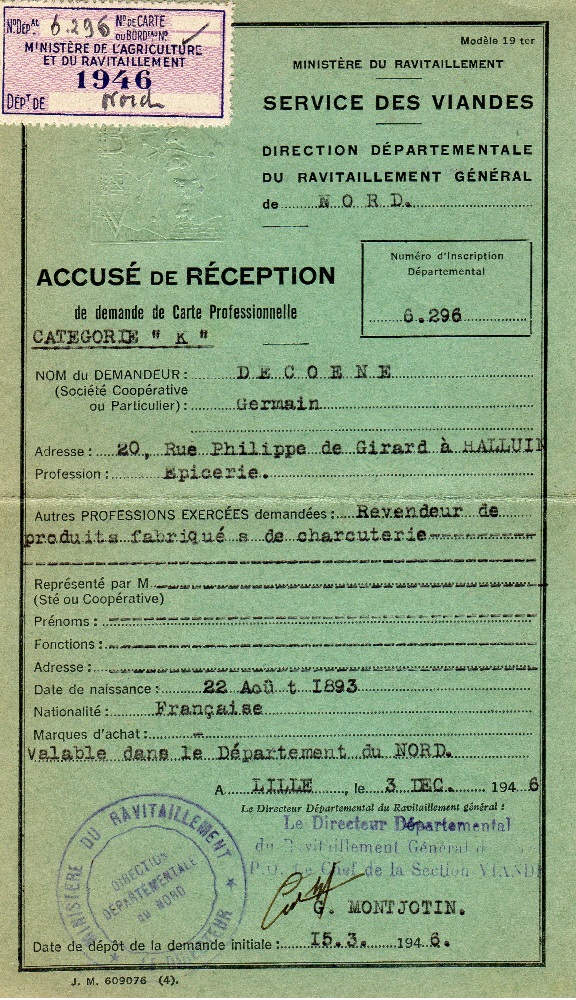 N° DÉPAL 6.296 N° DE CARTE
OU BORDEAU N°
MINISTÈRE DE L'AGRICULTURE
ET DU RAVITAILLEMENT
1946
DÉPT DE Nord
Modèle 19 ter
MINISTÈRE DU RAVITAILLEMENT
SERVICE DES VIANDES
DIRECTION DÉPARTEMENTALE
DU RAVITAILLEMENT GÉNÉRAL
de NORD.
Numéro d'Inscription
Départemental
6.296
ACCUSÉ DE RÉCEPTION
de demande de Carte Professionnelle
CATEGORIE " K "
NOM du DEMANDEUR : DECOENE
(Société Coopérative
ou Particulier) : Germain
Adresse : 20, Rue Philippe de Girard à HALLUIN
Profession : Epicerie.
Autres PROFESSIONS EXERCÉES demandées : Revendeur de
produits fabriqué s de charcuterie
Représenté par M
(Sté ou Coopérative)
Prénoms :
Fonctions :
Adresse :
Date de naissance : 22 Aoû t 1893
Nationalité : Française
Marques d'achat : -
Valable dans le Département du NORD.
A LILLE, le 3 DEC. 1946
Le Directeur Départemental du Ravitaillement général :
Le Directeur Départemental
du Ravitaillement Général
P.O. Le Chef de la Section VIANDE
G. MONTJOTIN.
MINISTÈRE DU RAVITAILLEMENT
DIRECTION
DÉPARTEMENTALE
du NORD
LE DIRECTEUR
Date de dépôt de la demande initiale : 15.3. 1946.
J. M. 609076 (4).